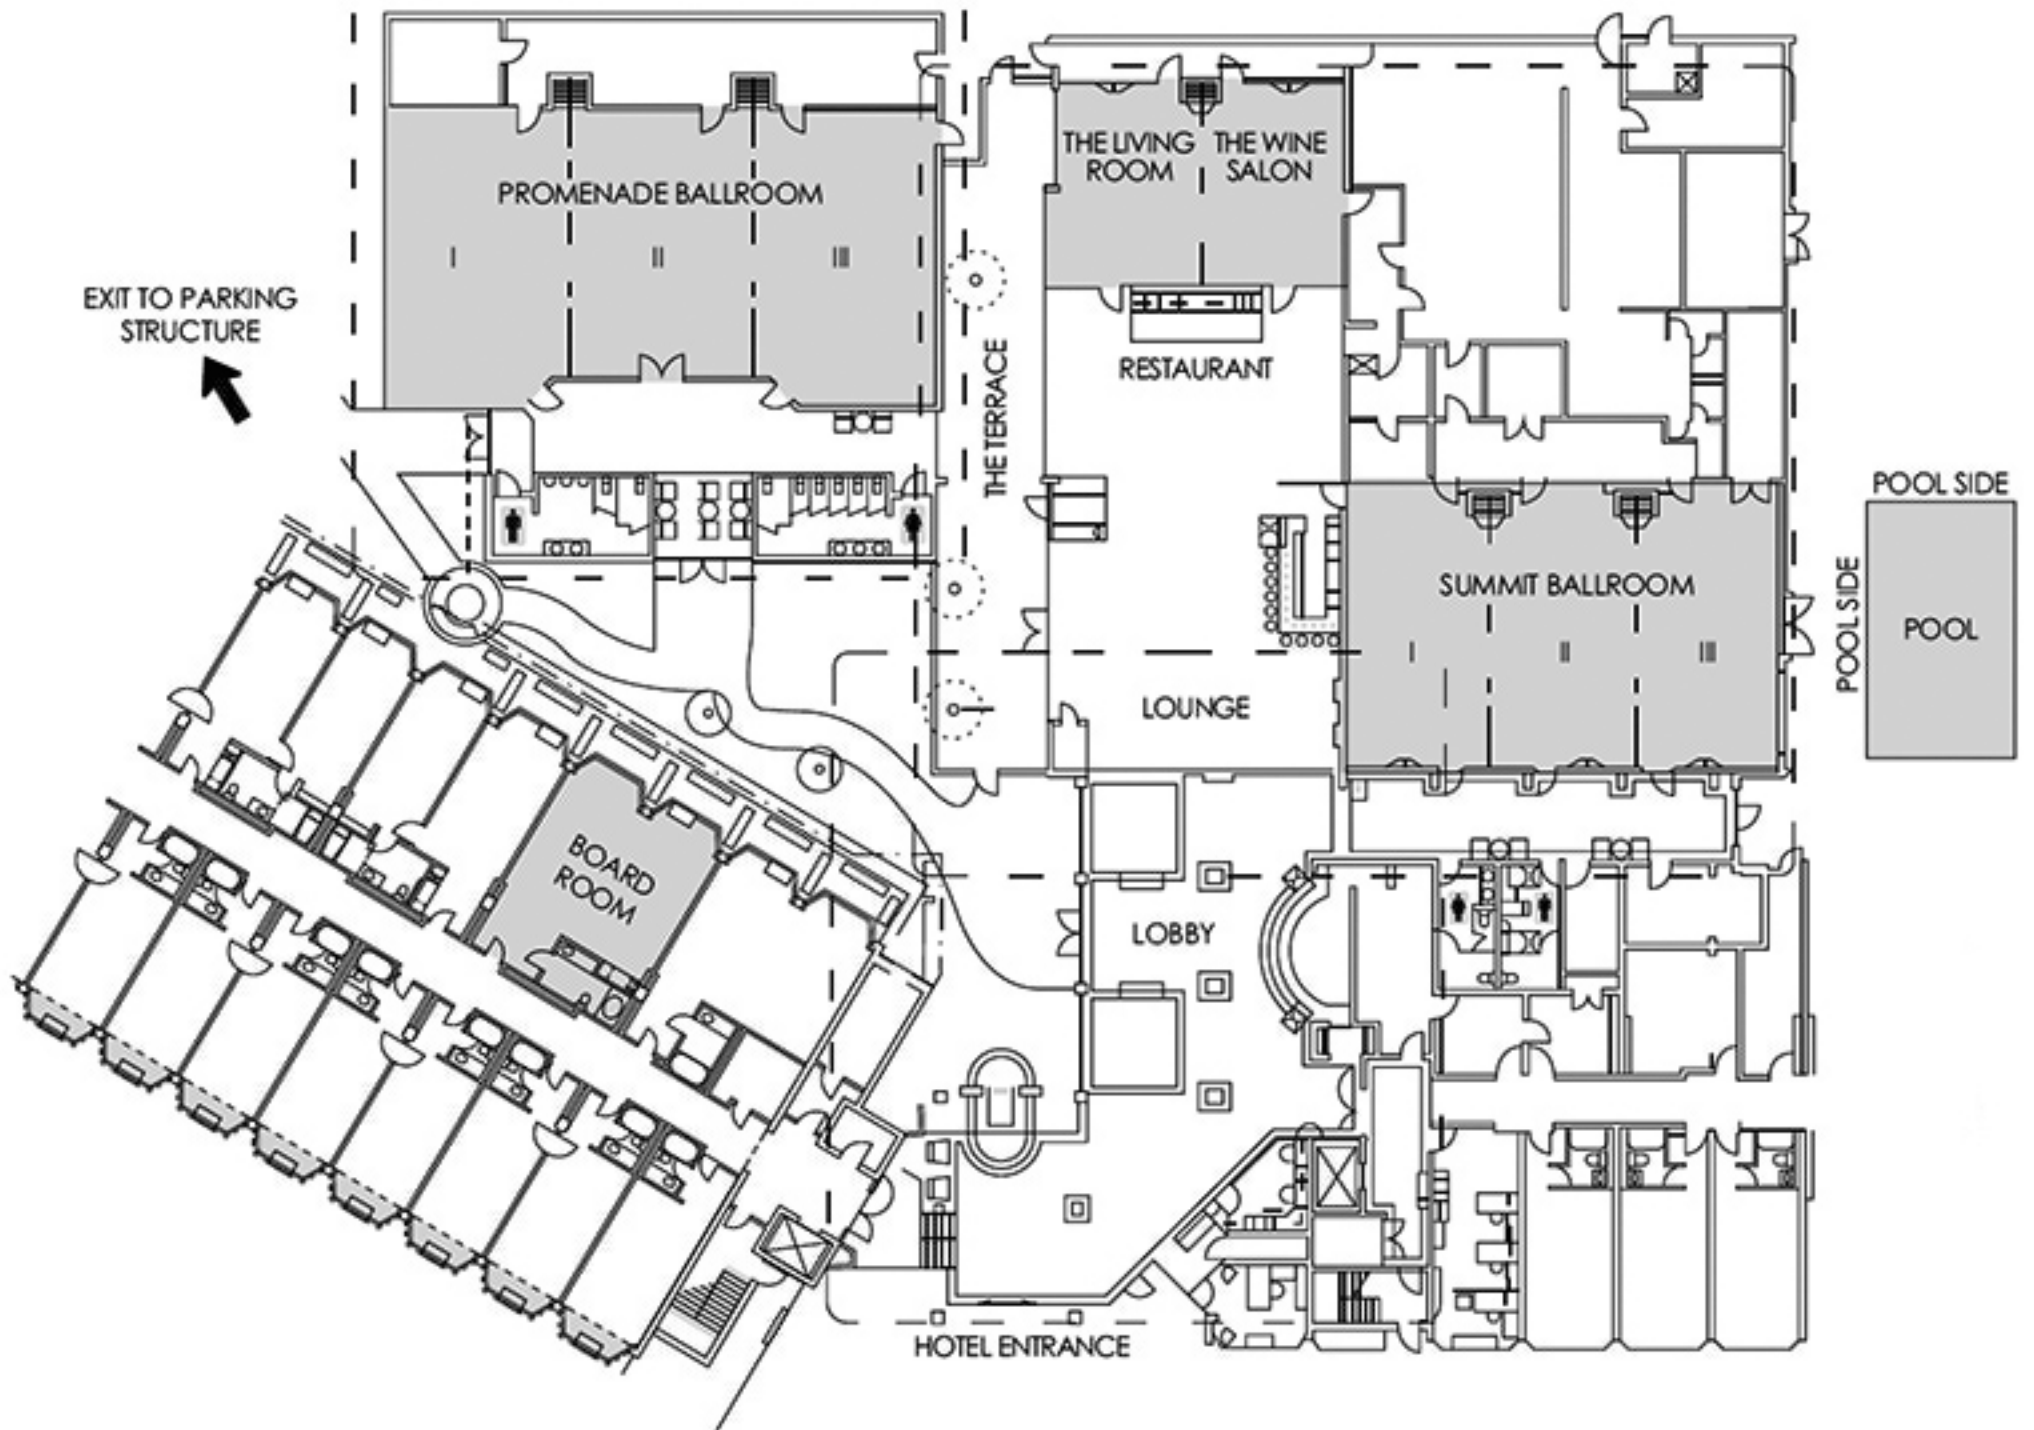 PROMENADE BALLROOM
I
II
III
THE LIVING
ROOM
THE WINE
SALON
EXIT TO PARKING
STRUCTURE
THE TERRACE
RESTAURANT
POOL SIDE
POOL SIDE
POOL
SUMMIT BALLROOM
I
II
III
LOUNGE
BOARD
ROOM
LOBBY
HOTEL ENTRANCE